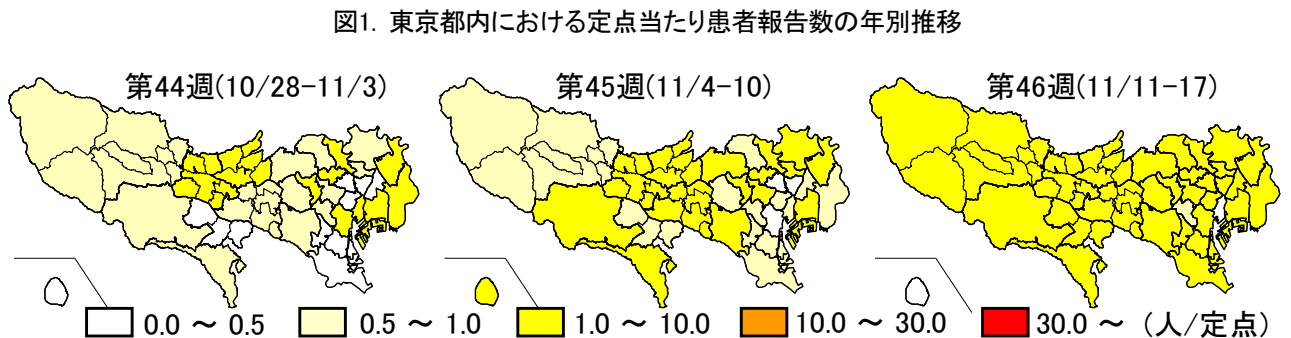 図1. 東京都内における定点当たり患者報告数の年別推移
第44週(10/28-11/3)
第45週(11/4-10)
第46週(11/11-17)
0.0 ～ 0.5
0.5 ～ 1.0
1.0 ～ 10.0
10.0 ～ 30.0
30.0 ～ (人/定点)